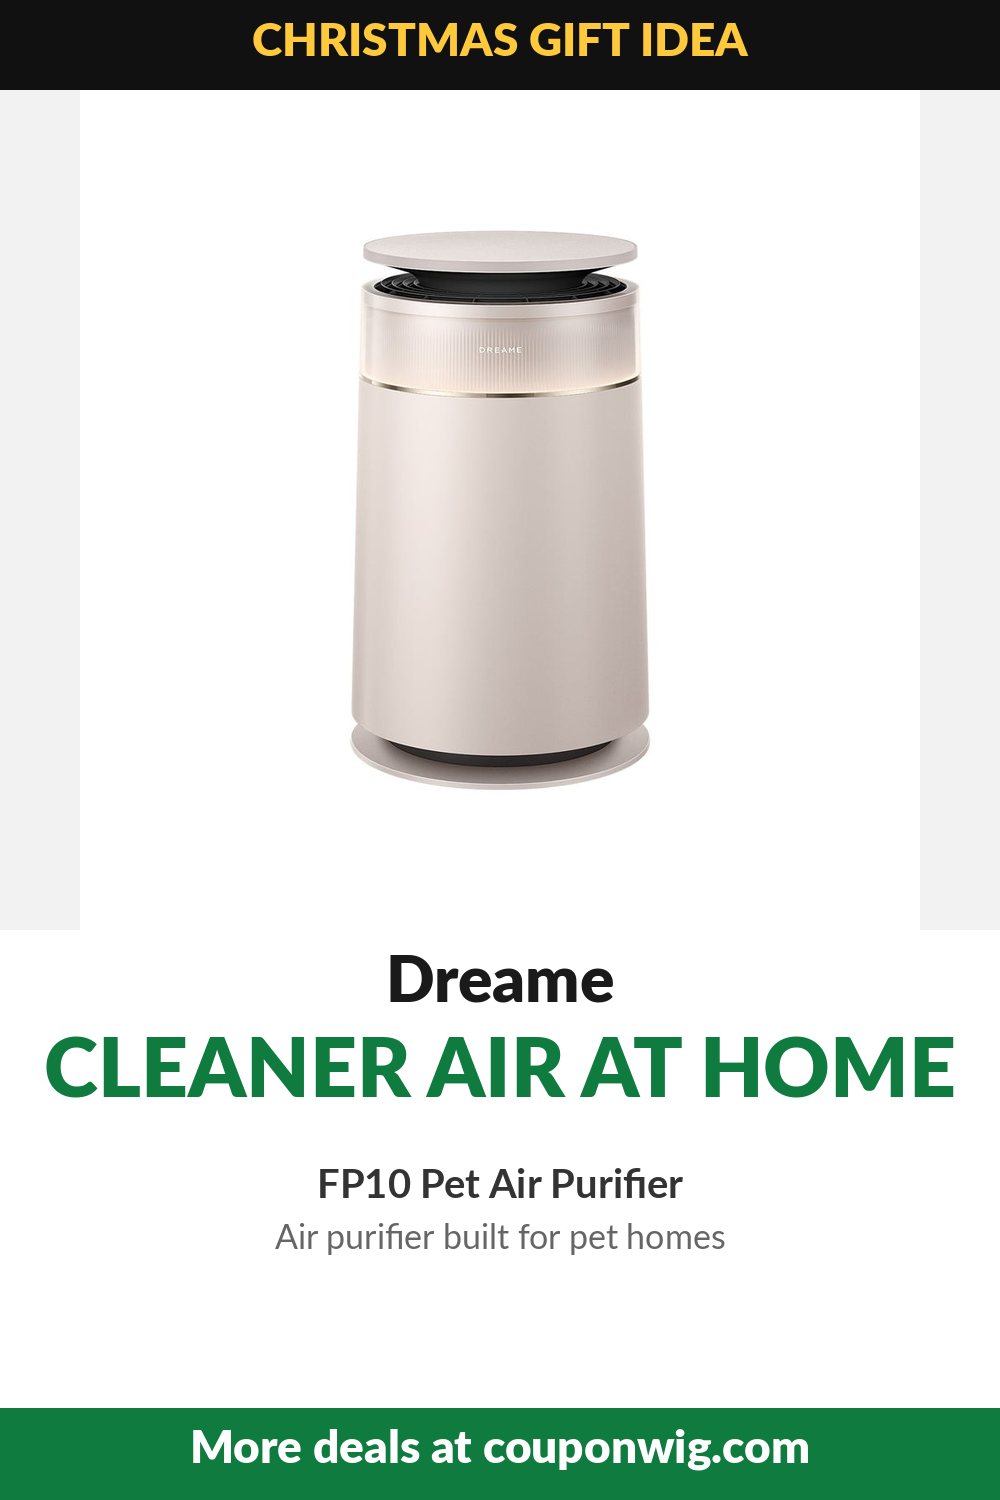 CHRISTMAS GIFT IDEA
DREAME
Dreame
CLEANER AIR AT HOME
FP10 Pet Air Purifier
Air purifier built for pet homes
More deals at couponwig.com